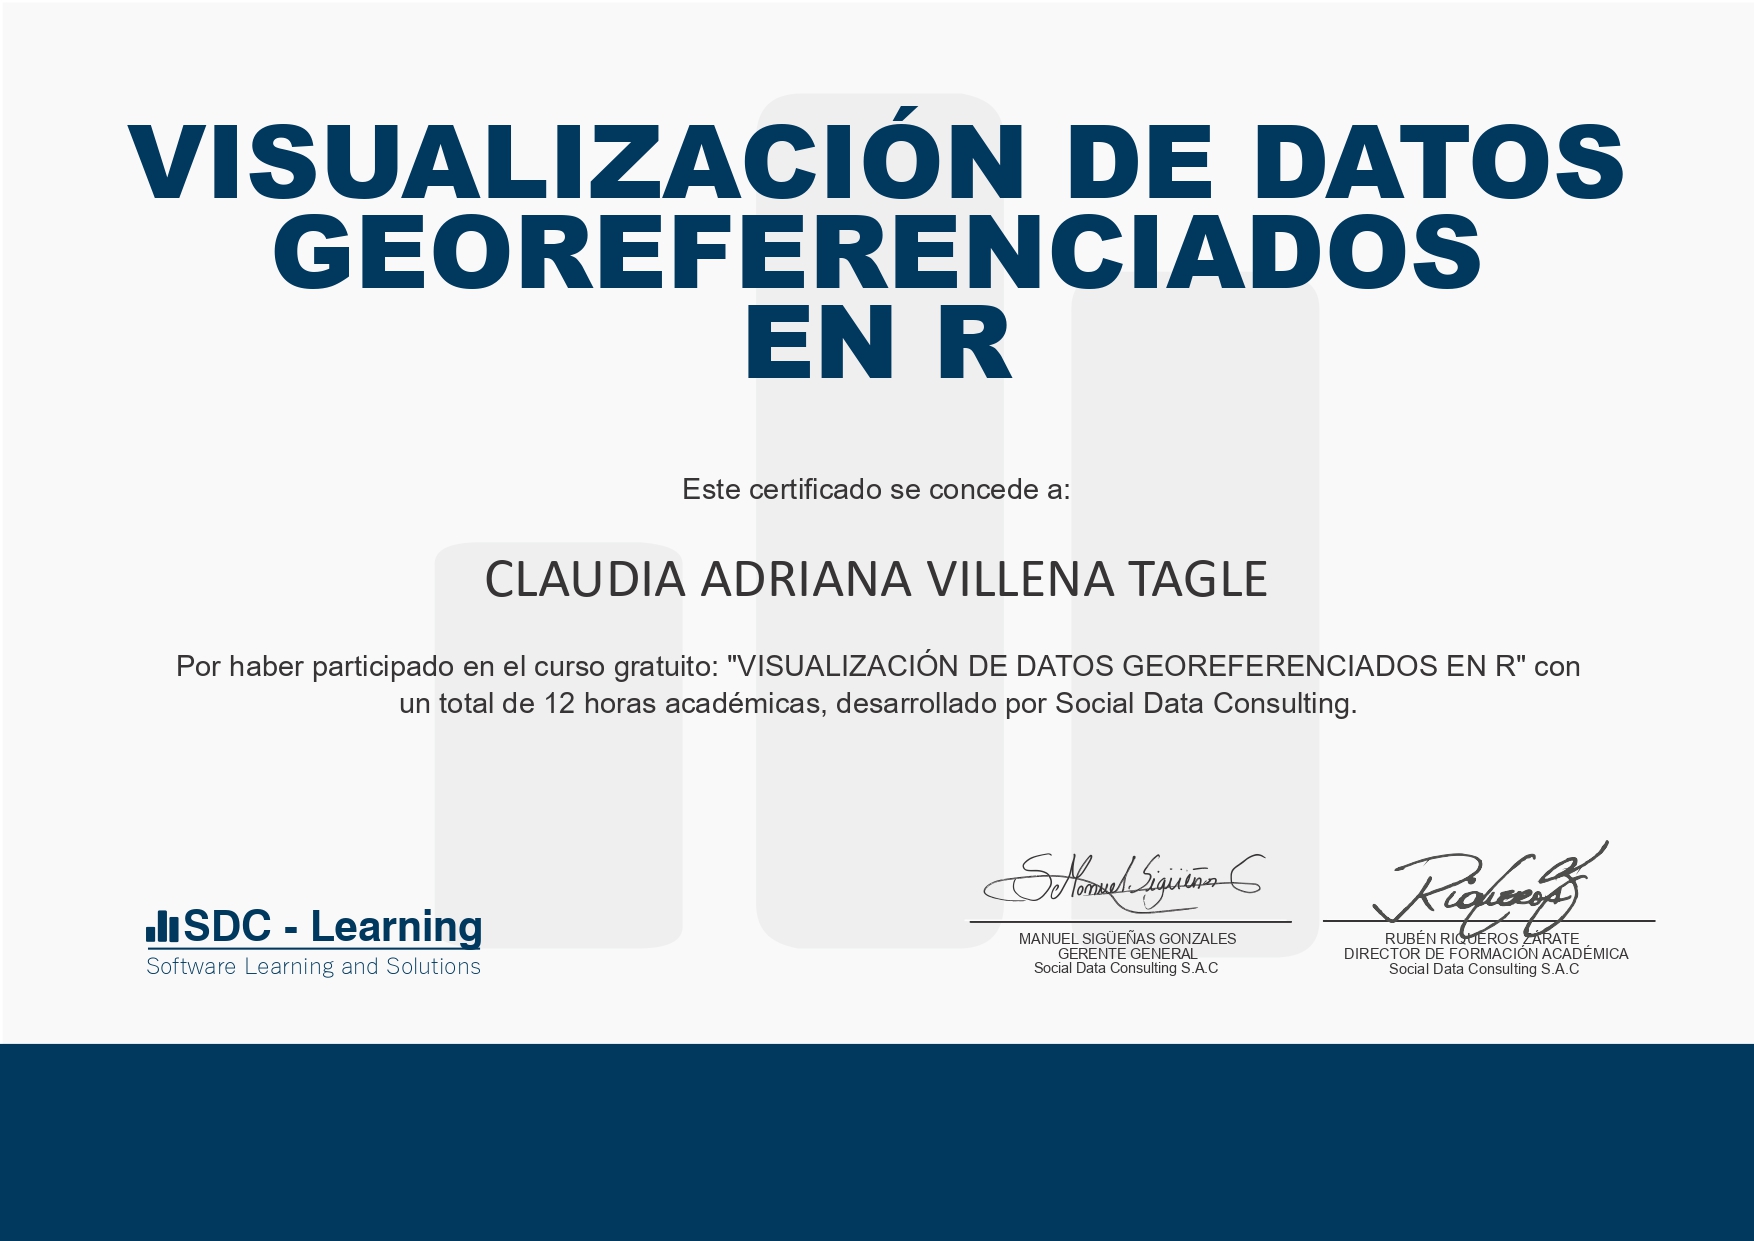 VISUALIZACIÓN DE DATOS
GEOREFERENCIADOS
EN R
Este certificado se concede a:
CLAUDIA ADRIANA VILLENA TAGLE
Por haber participado en el curso gratuito: "VISUALIZACIÓN DE DATOS GEOREFERENCIADOS EN R" con
un total de 12 horas académicas, desarrollado por Social Data Consulting.
SDC - Learning
Software Learning and Solutions
S. Manuel Sigüeñas G
MANUEL SIGÜEÑAS GONZALES
GERENTE GENERAL
Social Data Consulting S.A.C
Riqueros
RUBÉN RIQUEROS ZÁRATE
DIRECTOR DE FORMACIÓN ACADÉMICA
Social Data Consulting S.A.C